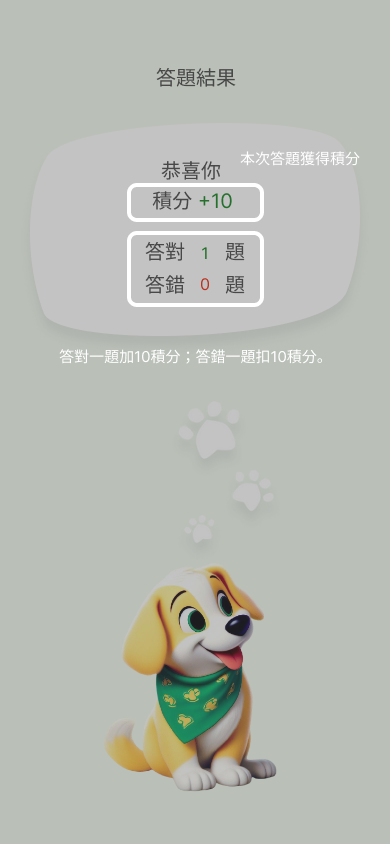 答題結果
本次答題獲得積分
恭喜你
積分 +10
答對 1 題
答錯 0 題
答對一題加10積分；答錯一題扣10積分。